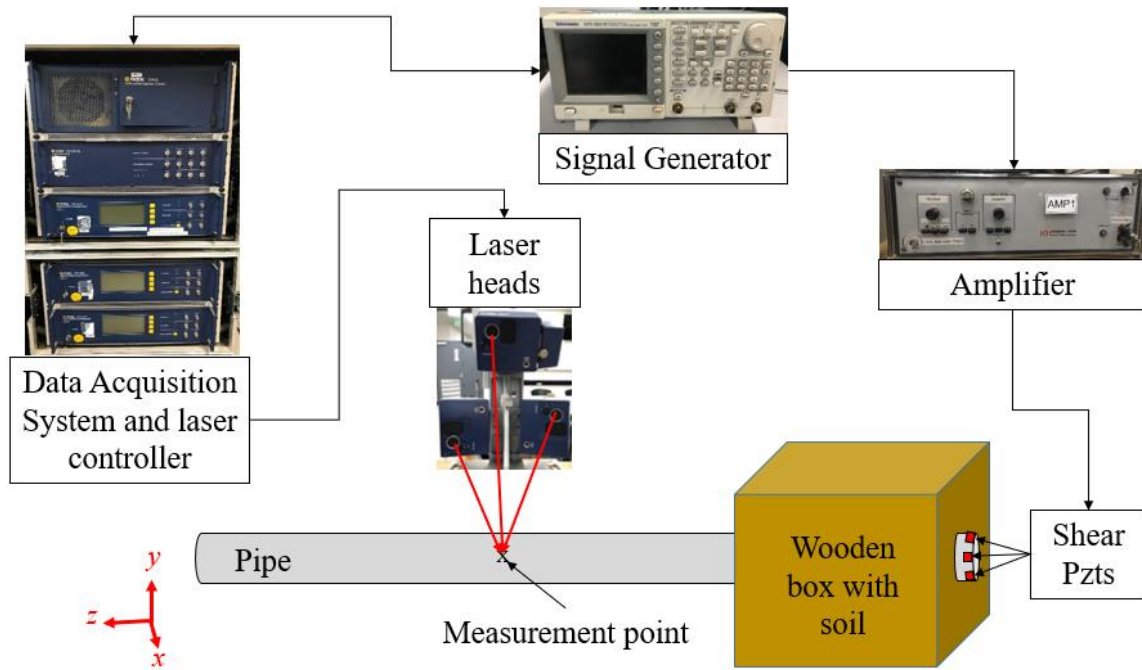 Tektronix
Signal Generator
AMP1
Amplifier
Laser
heads
Data Acquisition
System and laser
controller
Pipe
x
Measurement point
y
z
x
Wooden
box with
soil
Shear
Pzts